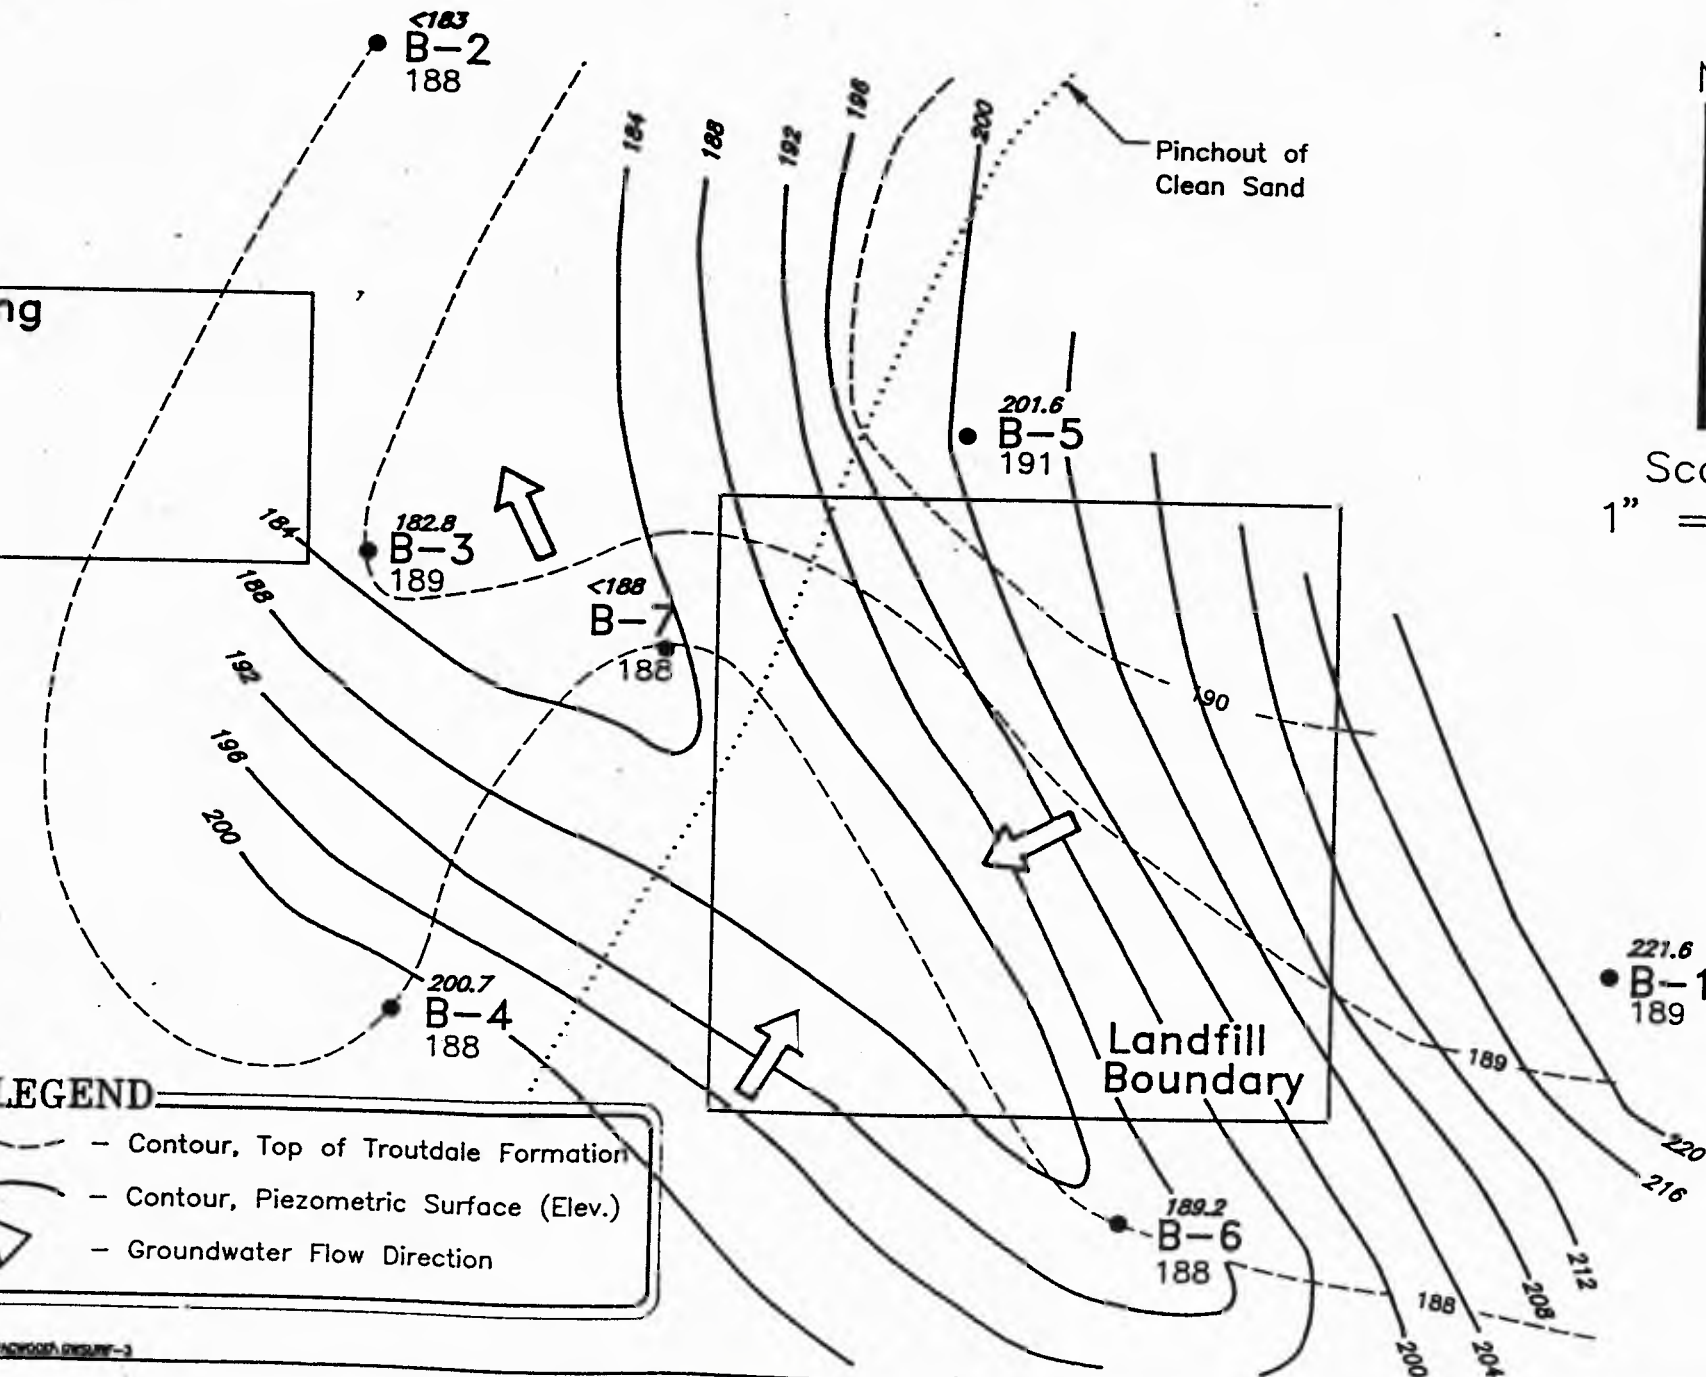 <183
B-2
188
184
188
192
196
200
Pinchout of
Clean Sand
ng
201.6
B-5
191
1" =
184
182.8
B-3
189
<188
B-7
188
188
192
196
200
190
221.6
B-1
189
200.7
B-4
188
Landfill
Boundary
189
220
216
212
208
204
200
189.2
B-6
188
188
LEGEND
- Contour, Top of Troutdale Formation
- Contour, Piezometric Surface (Elev.)
- Groundwater Flow Direction